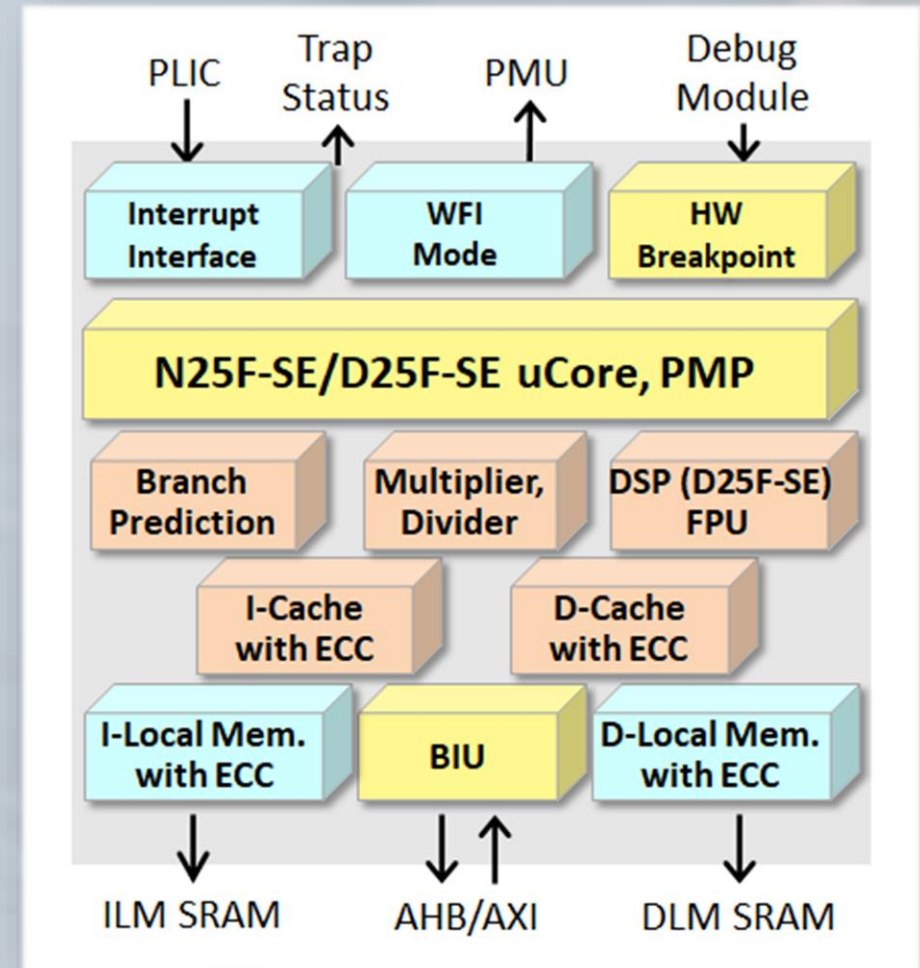 PLIC
Trap
Status
PMU
Debug
Module
Interrupt
Interface
WFI
Mode
HW
Breakpoint
N25F-SE/D25F-SE uCore, PMP
Branch
Prediction
Multiplier,
Divider
DSP (D25F-SE)
FPU
I-Cache
with ECC
D-Cache
with ECC
I-Local Mem.
with ECC
BIU
D-Local Mem.
with ECC
ILM SRAM
AHB/AXI
DLM SRAM